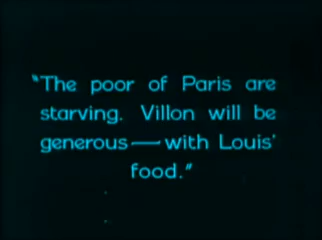 "The poor of Paris are
starving. Villon will be
generous—with Louis'
food."